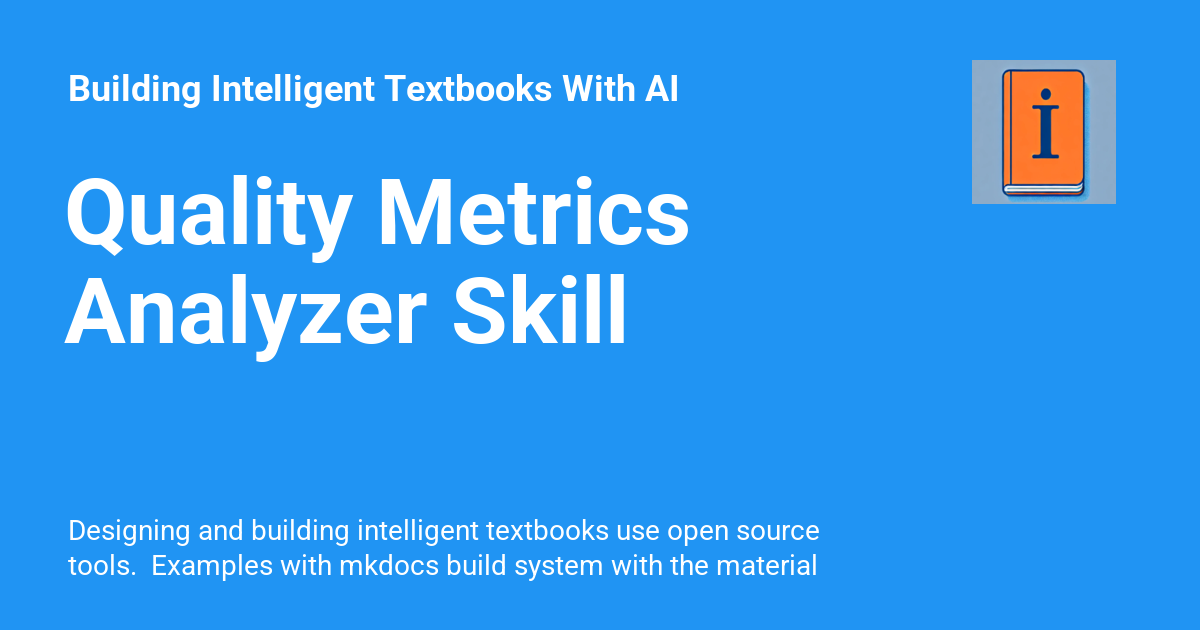 Building Intelligent Textbooks With AI
i
Quality Metrics
Analyzer Skill
Designing and building intelligent textbooks use open source
tools.  Examples with mkdocs build system with the material